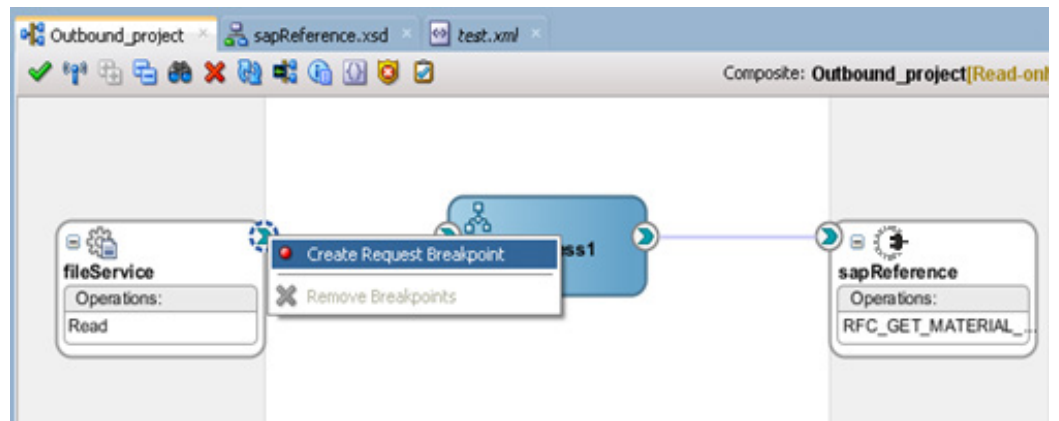 Outbound_project sapReference.xsd test.xml
Composite: Outbound_project[Read-onl
Create Request Breakpoint
Remove Breakpoints
fileService
Operations:
Read
ess1
sapReference
Operations:
RFC_GET_MATERIAL_...